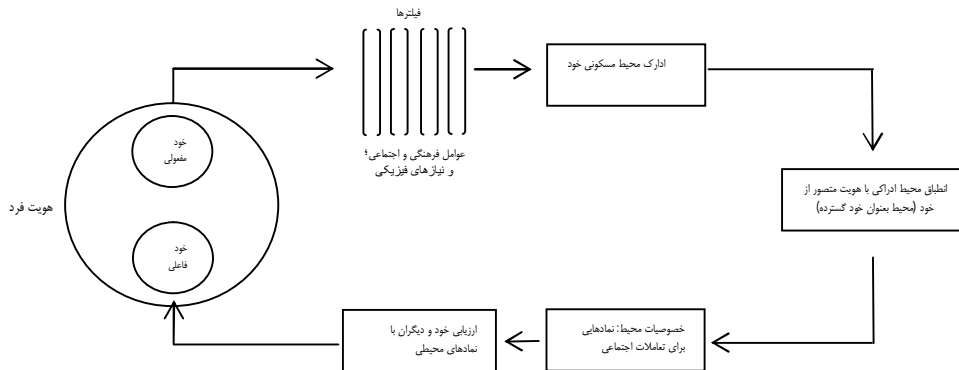 فیلترها
ادارک محیط مسکونی خود
خود
مفعولی
عوامل فرهنگی و اجتماعی؛
و نیازهای فیزیکی
انطباق محیط ادراکی با هویت متصور از
خود (محیط بعنوان خود گسترده)
هویت فرد
خود
فاعلی
خصوصیات محیط: نمادهایی
برای تعاملات اجتماعی
ارزیابی خود و دیگران با
نمادهای محیطی